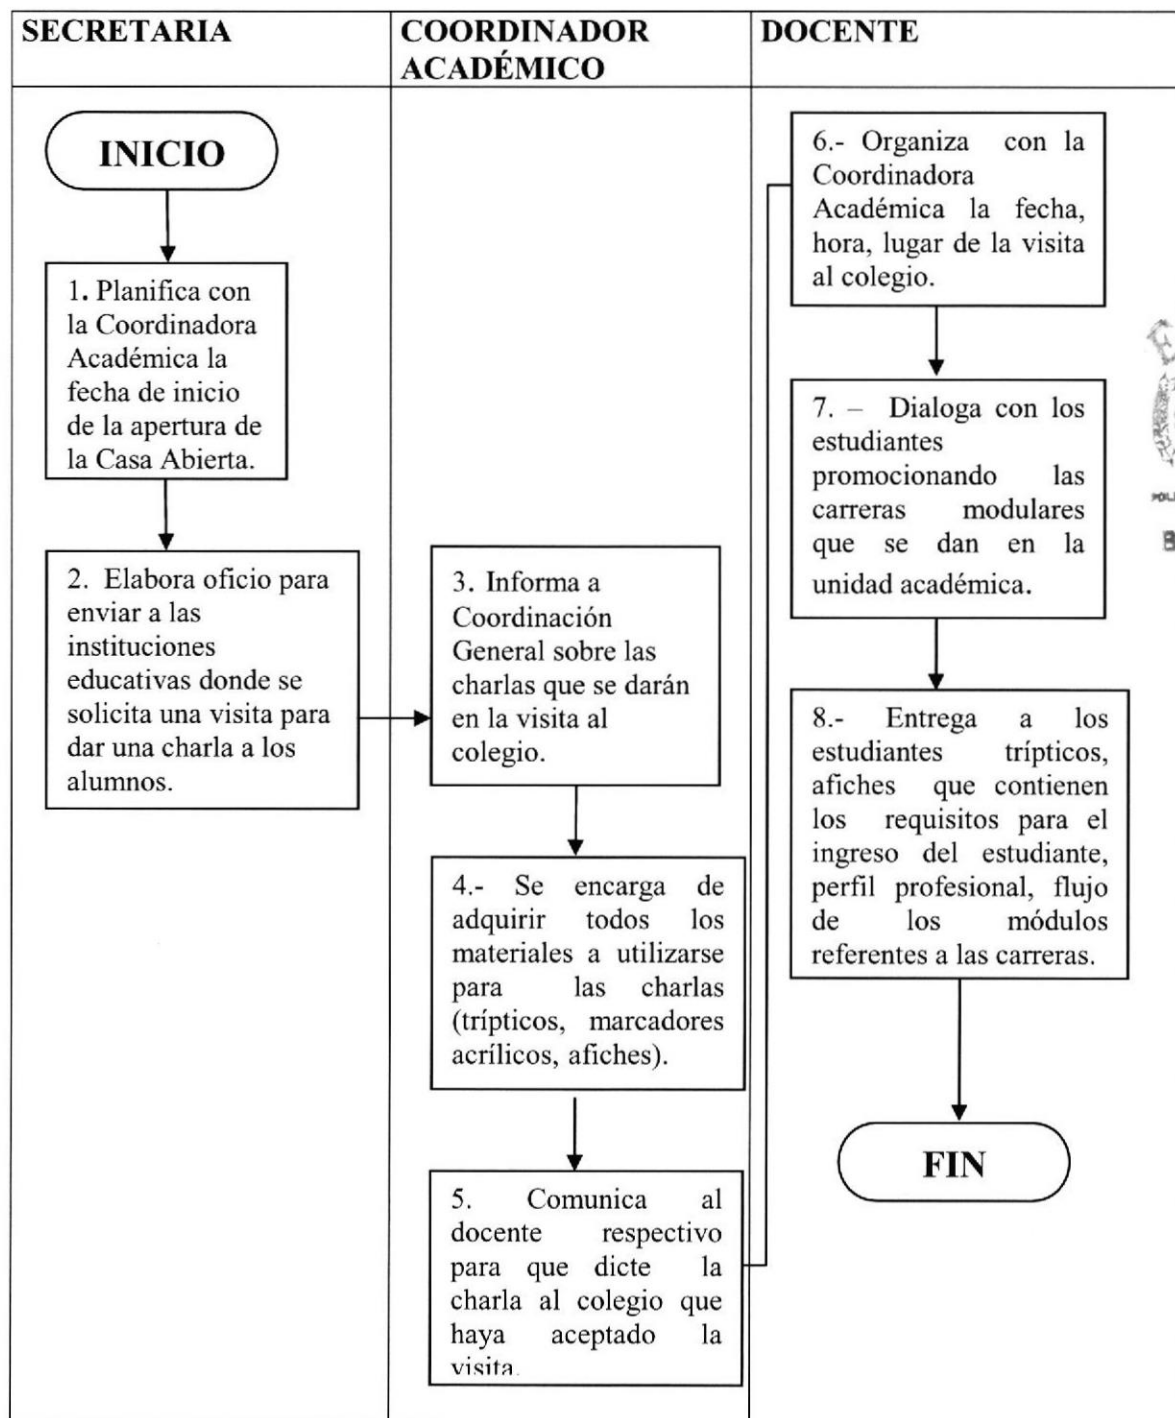 SECRETARIA
COORDINADOR
ACADÉMICO
DOCENTE
INICIO
1. Planifica con
la Coordinadora
Académica la
fecha de inicio
de la apertura de
la Casa Abierta.
2. Elabora oficio para
enviar a las
instituciones
educativas donde se
solicita una visita para
dar una charla a los
alumnos.
3. Informa a
Coordinación
General sobre las
charlas que se darán
en la visita al
colegio.
4.- Se encarga de
adquirir todos los
materiales a utilizarse
para las charlas
(trípticos, marcadores
acrílicos, afiches).
5. Comunica al
docente respectivo
para que dicte la
charla al colegio que
haya aceptado la
visita.
6.- Organiza con la
Coordinadora
Académica la fecha,
hora, lugar de la visita
al colegio.
7. – Dialoga con los
estudiantes
promocionando las
carreras modulares
que se dan en la
unidad académica.
8.- Entrega a los
estudiantes trípticos,
afiches que contienen
los requisitos para el
ingreso del estudiante,
perfil profesional, flujo
de los módulos
referentes a las carreras.
FIN